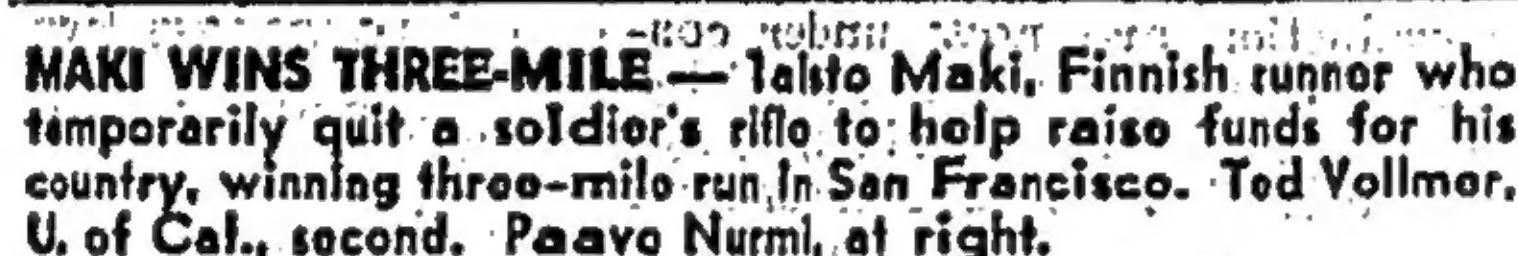 MAKI WINS THREE-MILE — Taisto Maki, Finnish runner who
temporarily quit a soldier's rifle to help raise funds for his
country, winning three-mile run in San Francisco. Ted Vollmer,
U. of Cal., second. Paavo Nurmi, at right.